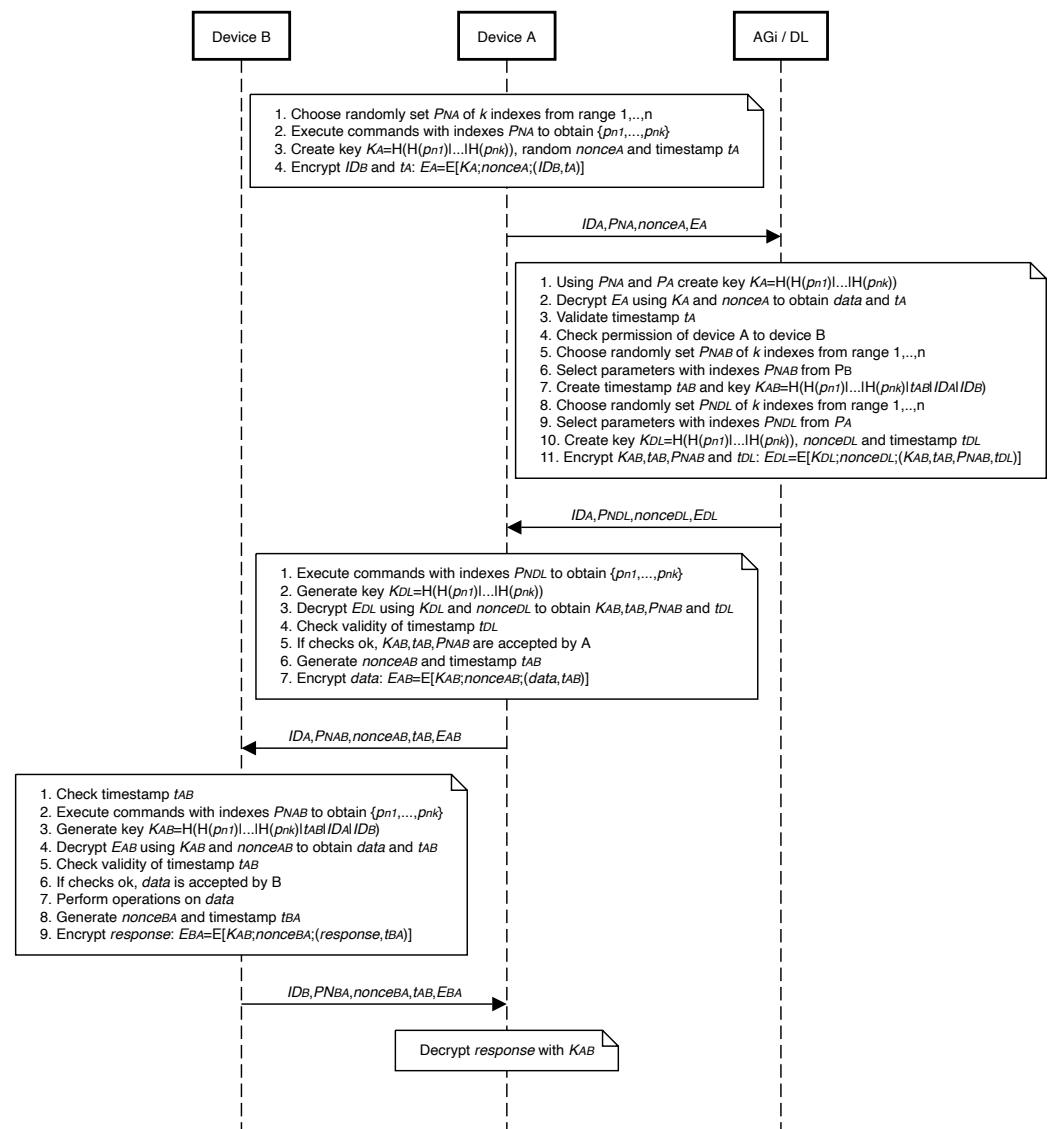 Device B
Device A
AGi / DL
1. Choose randomly set PNA of k indexes from range 1,..,n
2. Execute commands with indexes PNA to obtain {pn1,...,pnk}
3. Create key KA=H(H(pn1)|...|H(pnk)), random nonceA and timestamp tA
4. Encrypt IDB and tA: EA=E[KA;nonceA;(IDB,tA)]
IDA,PNA,nonceA,EA
1. Using PNA and PA create key KA=H(H(pn1)|...|H(pnk))
2. Decrypt EA using KA and nonceA to obtain data and tA
3. Validate timestamp tA
4. Check permission of device A to device B
5. Choose randomly set PNAB of k indexes from range 1,..,n
6. Select parameters with indexes PNAB from PB
7. Create timestamp tAB and key KAB=H(H(pn1)|...|H(pnk)|tAB|IDA|IDB)
8. Choose randomly set PNDL of k indexes from range 1,..,n
9. Select parameters with indexes PNDL from PA
10. Create key KDL=H(H(pn1)|...|H(pnk)), nonceDL and timestamp tDL
11. Encrypt KAB,tAB,PNAB and tDL: EDL=E[KDL;nonceDL;(KAB,tAB,PNAB,tDL)]
IDA,PNDL,nonceDL,EDL
1. Execute commands with indexes PNDL to obtain {pn1,...,pnk}
2. Generate key KDL=H(H(pn1)|...|H(pnk))
3. Decrypt EDL using KDL and nonceDL to obtain KAB,tAB,PNAB and tDL
4. Check validity of timestamp tDL
5. If checks ok, KAB,tAB,PNAB are accepted by A
6. Generate nonceAB and timestamp tAB
7. Encrypt data: EAB=E[KAB;nonceAB;(data,tAB)]
IDA,PNAB,nonceAB,tAB,EAB
1. Check timestamp tAB
2. Execute commands with indexes PNAB to obtain {pn1,...,pnk}
3. Generate key KAB=H(H(pn1)|...|H(pnk)|tAB|IDA|IDB)
4. Decrypt EAB using KAB and nonceAB to obtain data and tAB
5. Check validity of timestamp tAB
6. If checks ok, data is accepted by B
7. Perform operations on data
8. Generate nonceBA and timestamp tBA
9. Encrypt response: EBA=E[KAB;nonceBA;(response,tBA)]
IDB,PNBA,nonceBA,tAB,EBA
Decrypt response with KAB